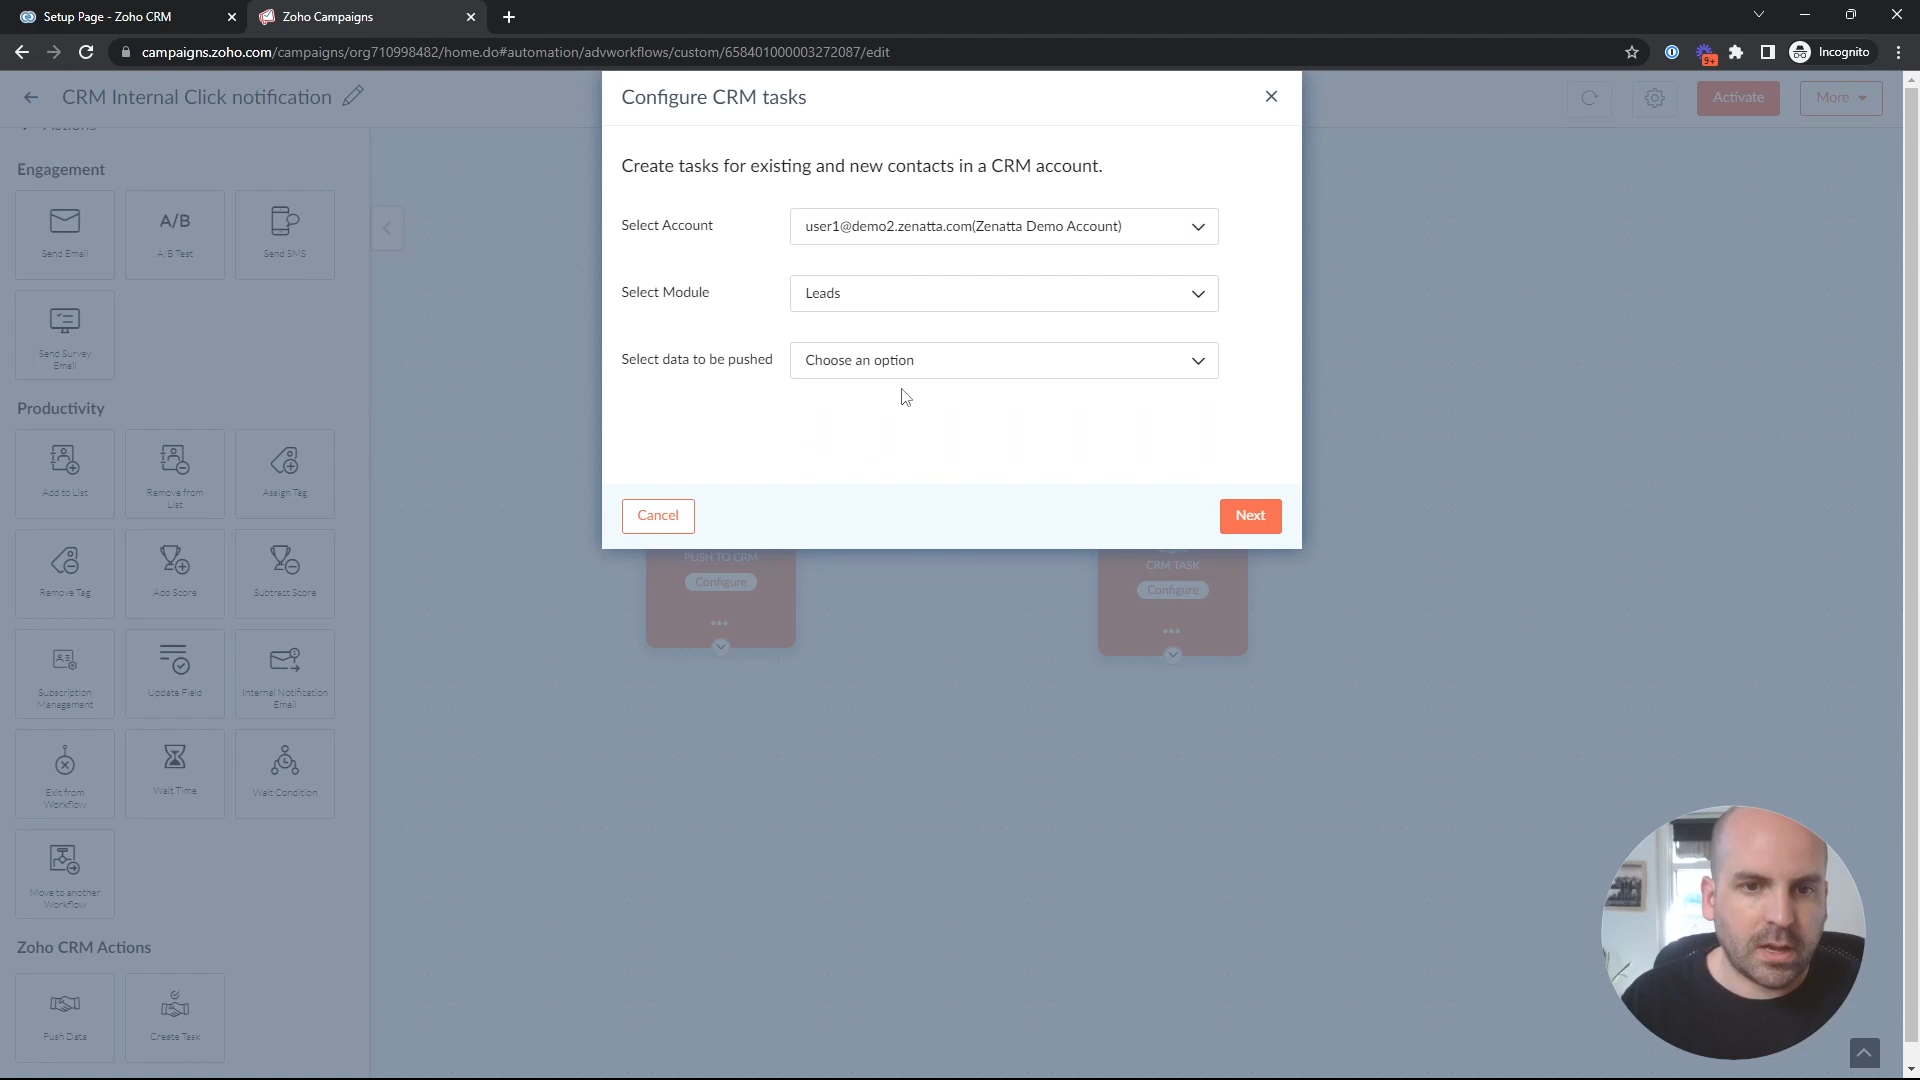 Setup Page - Zoho CRM
Zoho Campaigns
campaigns.zoho.com/campaigns/org710998482/home.do#automation/advworkflows/custom/658401000003272087/edit
9+
Incognito
CRM Internal Click notification
Activate
More
Configure CRM tasks
Actions
Create tasks for existing and new contacts in a CRM account.
Select Account
user1@demo2.zenatta.com(Zenatta Demo Account)
Select Module
Leads
Select data to be pushed
Choose an option
Cancel
Next
PUSH TO CRM
Configure
CRM TASK
Configure
Engagement
A/B
Send Email
A/B Test
Send SMS
Send Survey
Email
Productivity
Add to List
Remove from
List
Assign Tag
Remove Tag
Add Score
Subtract Score
Subscription
Management
Update Field
Internal Notification
Email
Exit from
Workflow
Wait Time
Wait Condition
Move to another
Workflow
Zoho CRM Actions
Push Data
Create Task